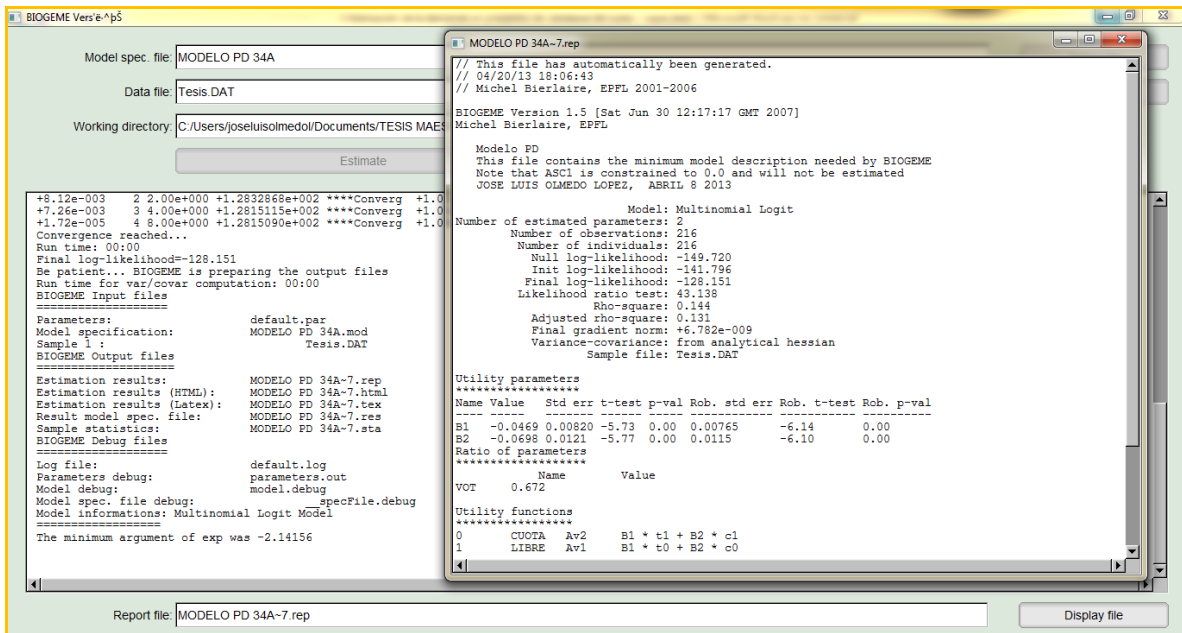 BIOGEME Vers'ë·^þŠ
Model spec. file: MODELO PD 34A
Data file: Tesis.DAT
Working directory: C:/Users/joseluisolmedol/Documents/TESIS MAES
Estimate
+8.12e-003 2 2.00e+000 +1.2832868e+002 ****Converg +1.0
+7.26e-003 3 4.00e+000 +1.2815115e+002 ****Converg +1.0
+1.72e-005 4 8.00e+000 +1.2815090e+002 ****Converg +1.0
Convergence reached...
Run time: 00:00
Final log-likelihood=-128.151
Be patient... BIOGEME is preparing the output files
Run time for var/covar computation: 00:00
BIOGEME Input files
===================
Parameters: default.par
Model specification: MODELO PD 34A.mod
Sample 1 : Tesis.DAT
BIOGEME Output files
====================
Estimation results: MODELO PD 34A~7.rep
Estimation results (HTML): MODELO PD 34A~7.html
Estimation results (Latex): MODELO PD 34A~7.tex
Result model spec. file: MODELO PD 34A~7.res
Sample statistics: MODELO PD 34A~7.sta
BIOGEME Debug files
===================
Log file: default.log
Parameters debug: parameters.out
Model debug: model.debug
Model spec. file debug: __specFile.debug
Model informations: Multinomial Logit Model
==================
The minimum argument of exp was -2.14156
Report file: MODELO PD 34A~7.rep
Display file
MODELO PD 34A~7.rep
// This file has automatically been generated.
// 04/20/13 18:06:43
// Michel Bierlaire, EPFL 2001-2006
BIOGEME Version 1.5 [Sat Jun 30 12:17:17 GMT 2007]
Michel Bierlaire, EPFL
Modelo PD
This file contains the minimum model description needed by BIOGEME
Note that ASC1 is constrained to 0.0 and will not be estimated
JOSE LUIS OLMEDO LOPEZ, ABRIL 8 2013
Model: Multinomial Logit
Number of estimated parameters: 2
Number of observations: 216
Number of individuals: 216
Null log-likelihood: -149.720
Init log-likelihood: -141.796
Final log-likelihood: -128.151
Likelihood ratio test: 43.138
Rho-square: 0.144
Adjusted rho-square: 0.131
Final gradient norm: +6.782e-009
Variance-covariance: from analytical hessian
Sample file: Tesis.DAT
Utility parameters
******************
Name Value Std err t-test p-val Rob. std err Rob. t-test Rob. p-val
---- ----- ------- ------ ----- ------------ ----------- ----------
B1 -0.0469 0.00820 -5.73 0.00 0.00765 -6.14 0.00
B2 -0.0698 0.0121 -5.77 0.00 0.0115 -6.10 0.00
Ratio of parameters
*******************
Name Value
VOT 0.672
Utility functions
*****************
0 CUOTA Av2 B1 * t1 + B2 * c1
1 LIBRE Av1 B1 * t0 + B2 * c0